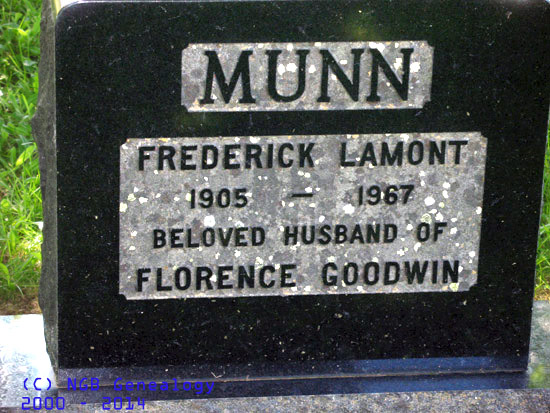 MUNN
FREDERICK LAMONT
1905 — 1967
BELOVED HUSBAND OF
FLORENCE GOODWIN
(C) NGB Genealogy
2000 - 2014